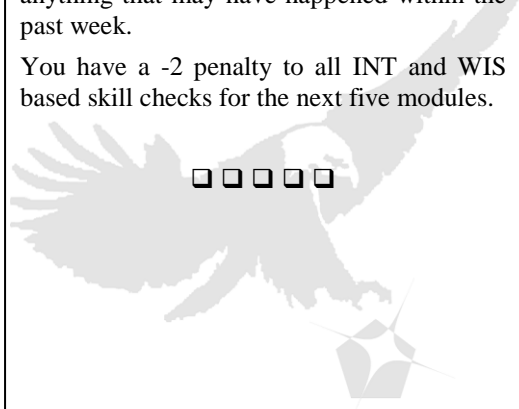 anything that may have happened within the
past week.
You have a -2 penalty to all INT and WIS
based skill checks for the next five modules.
❑ ❑ ❑ ❑ ❑